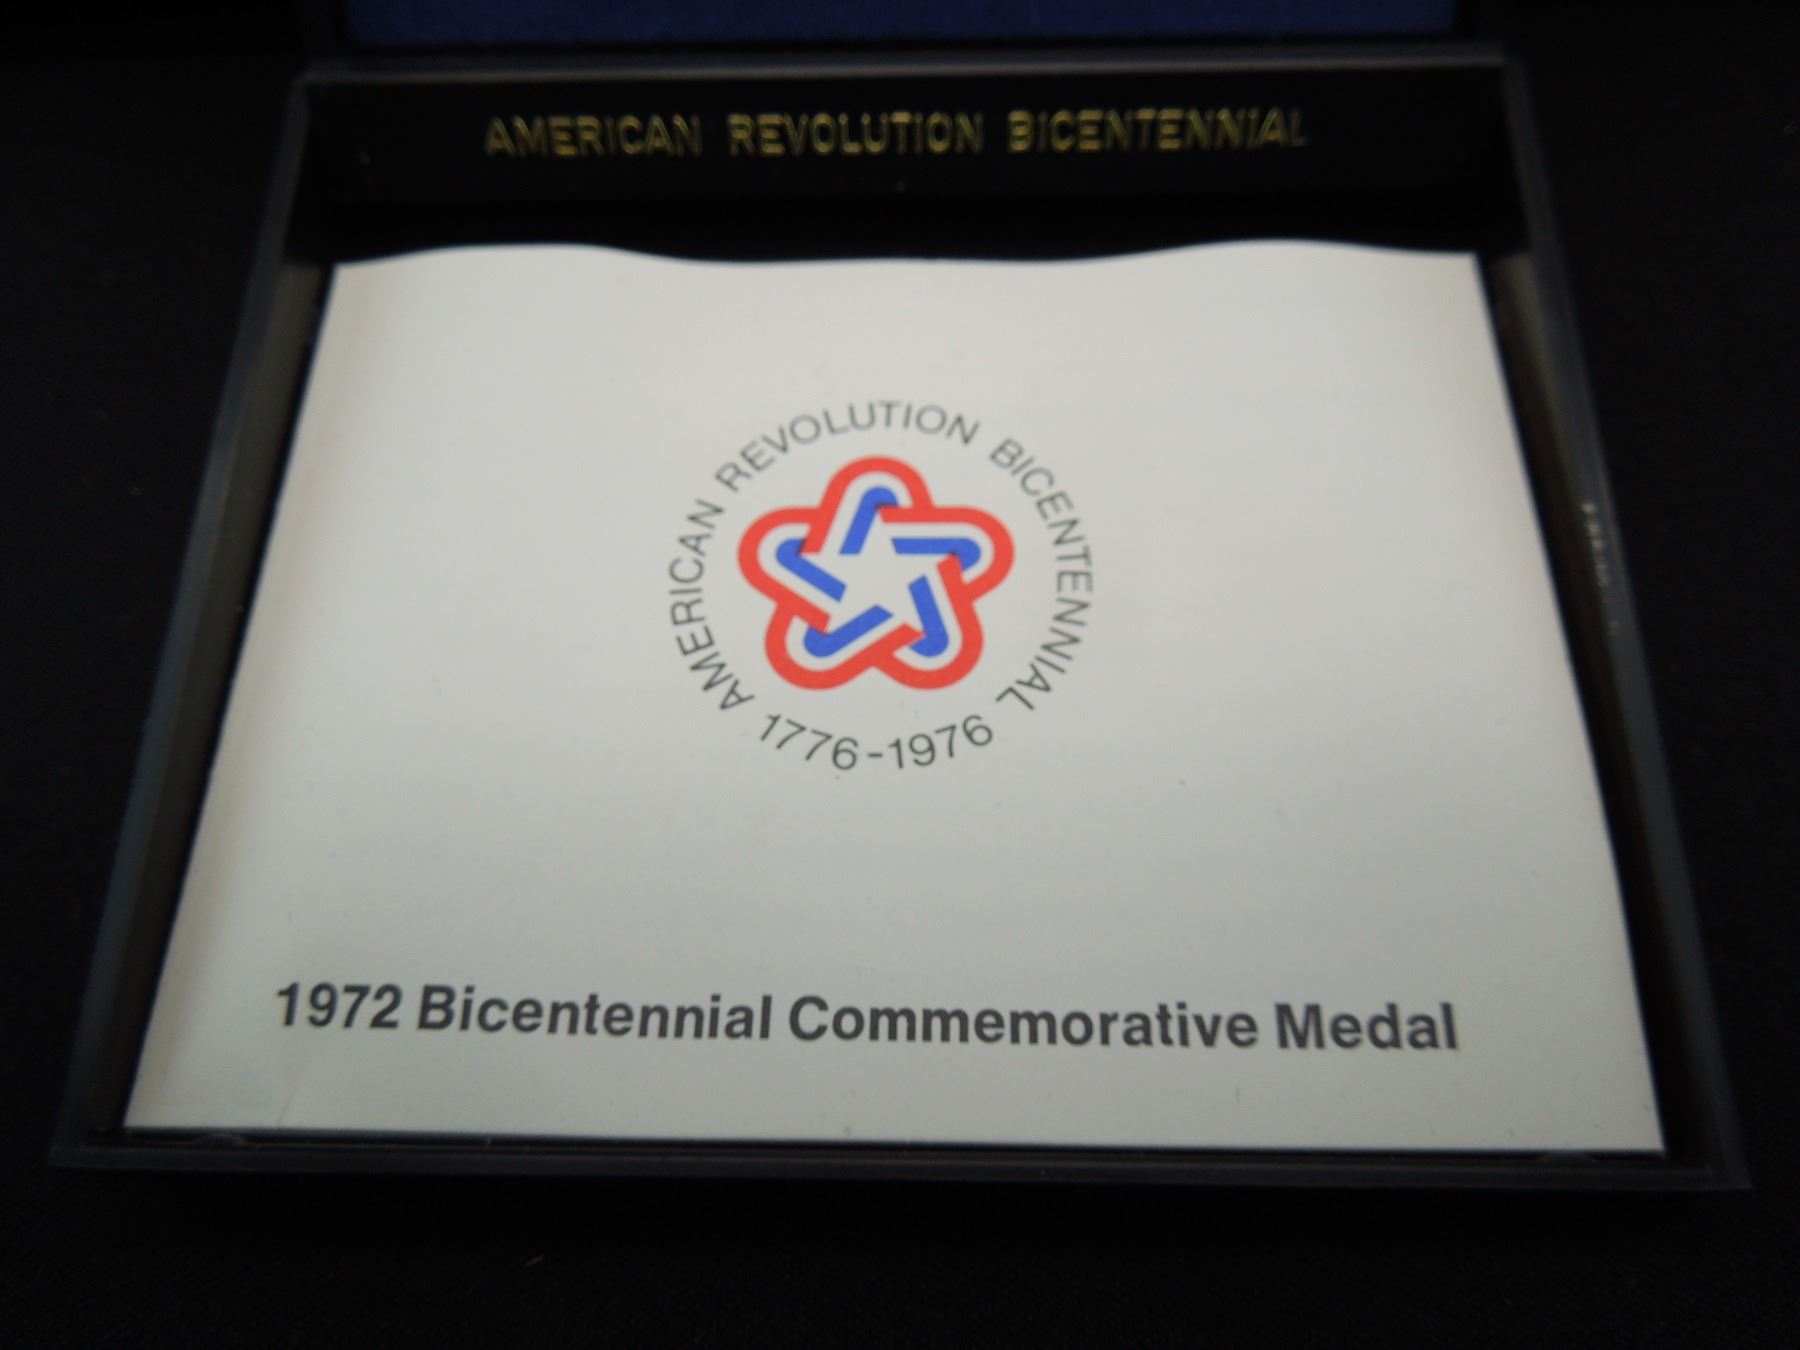 AMERICAN REVOLUTION BICENTENNIAL
AMERICAN REVOLUTION BICENTENNIAL
1776-1976
1972 Bicentennial Commemorative Medal